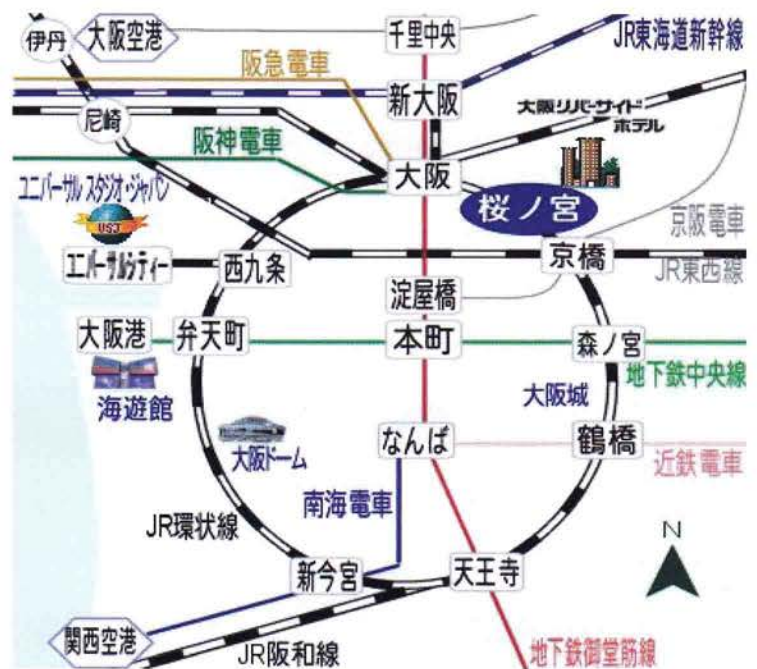 伊丹
大阪空港
千里中央
JR東海道新幹線
阪急電車
新大阪
尼崎
大阪リバーサイド
ホテル
阪神電車
大阪
ユニバーサル スタジオ・ジャパン
USJ
桜ノ宮
京阪電車
ユニバーサルシティー
西九条
京橋
JR東西線
淀屋橋
大阪港
弁天町
本町
森ノ宮
地下鉄中央線
海遊館
大阪城
大阪ドーム
なんば
鶴橋
近鉄電車
南海電車
JR環状線
N
新今宮
天王寺
関西空港
JR阪和線
地下鉄御堂筋線